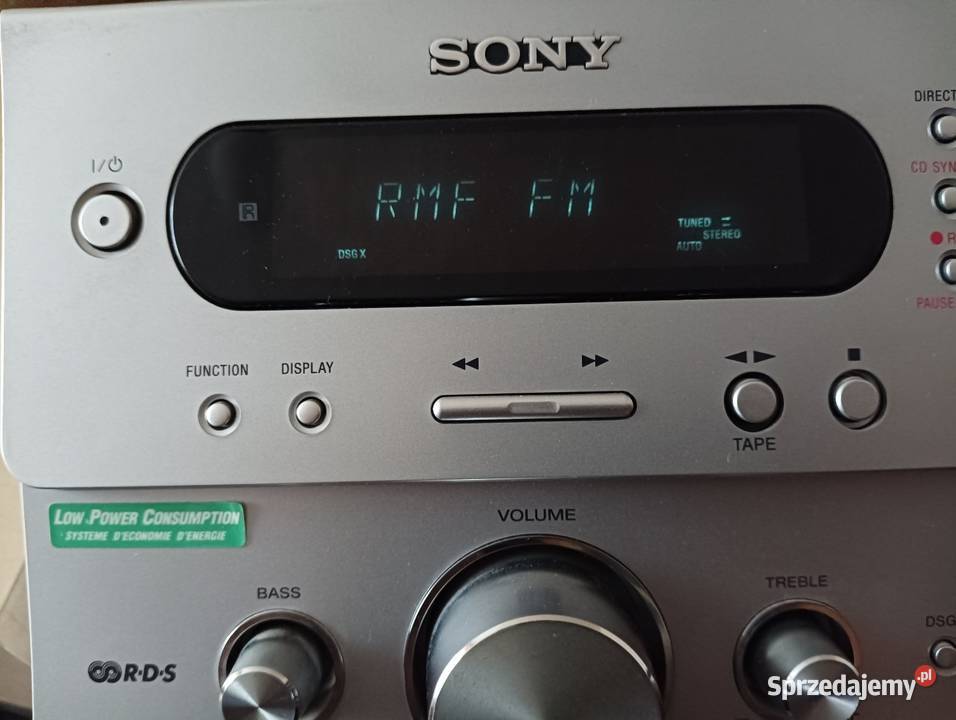 SONY
DIRECT
I/⏻
CD SYN
RMF FM
R
TUNED
STEREO
AUTO
DSGX
R
PAUSE
FUNCTION
DISPLAY
TAPE
LOW POWER CONSUMPTION
SYSTEME D'ECONOMIE D'ENERGIE
VOLUME
BASS
TREBLE
DSG
R·D·S
Sprzedajemy.pl